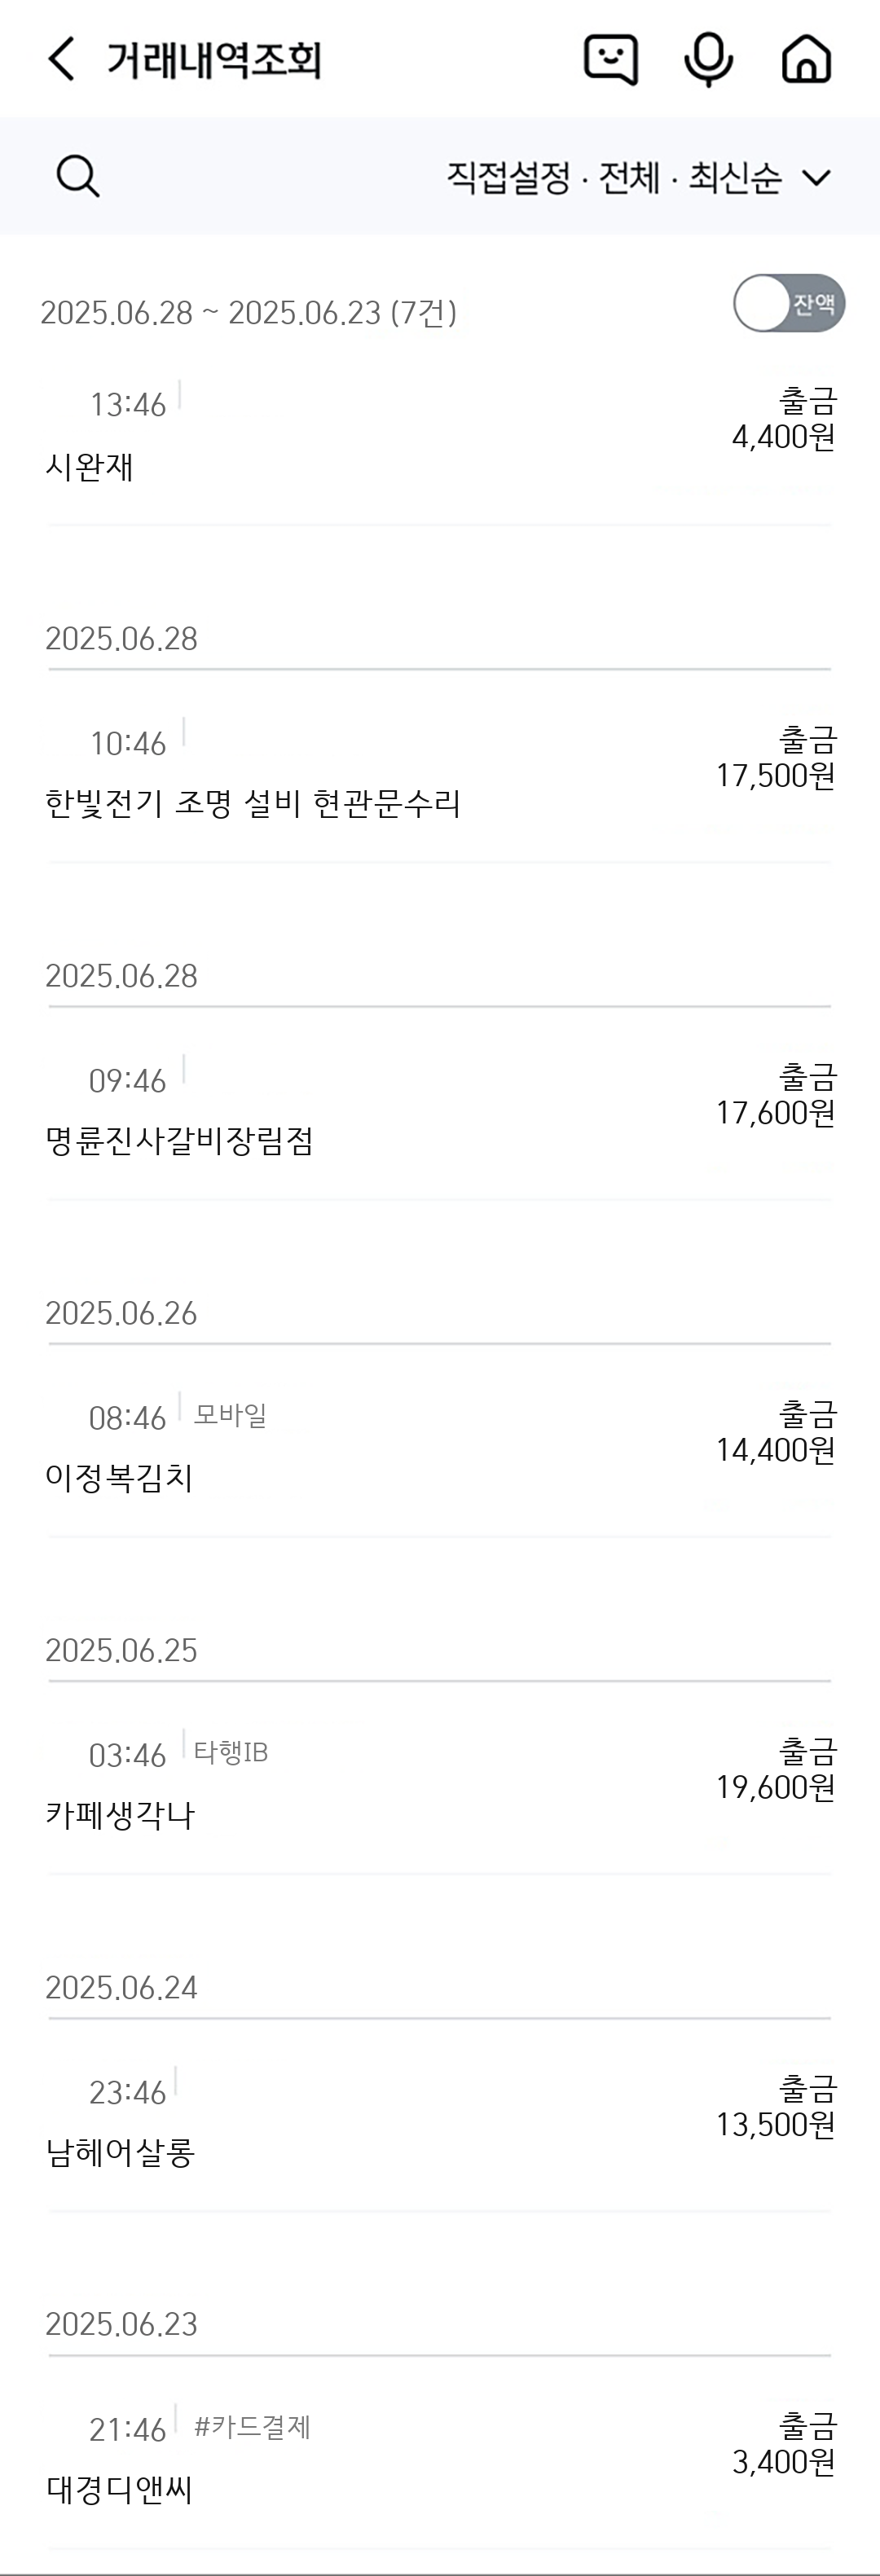 거래내역조회
직접설정 · 전체 · 최신순
2025.06.28 ~ 2025.06.23 (7건)
잔액
13:46
출금
4,400원
시완재
2025.06.28
10:46
출금
17,500원
한빛전기 조명 설비 현관문수리
2025.06.28
09:46
출금
17,600원
명륜진사갈비장림점
2025.06.26
08:46 모바일
출금
14,400원
이정복김치
2025.06.25
03:46 타행IB
출금
19,600원
카페생각나
2025.06.24
23:46
출금
13,500원
남헤어살롱
2025.06.23
21:46 #카드결제
출금
3,400원
대경디앤씨